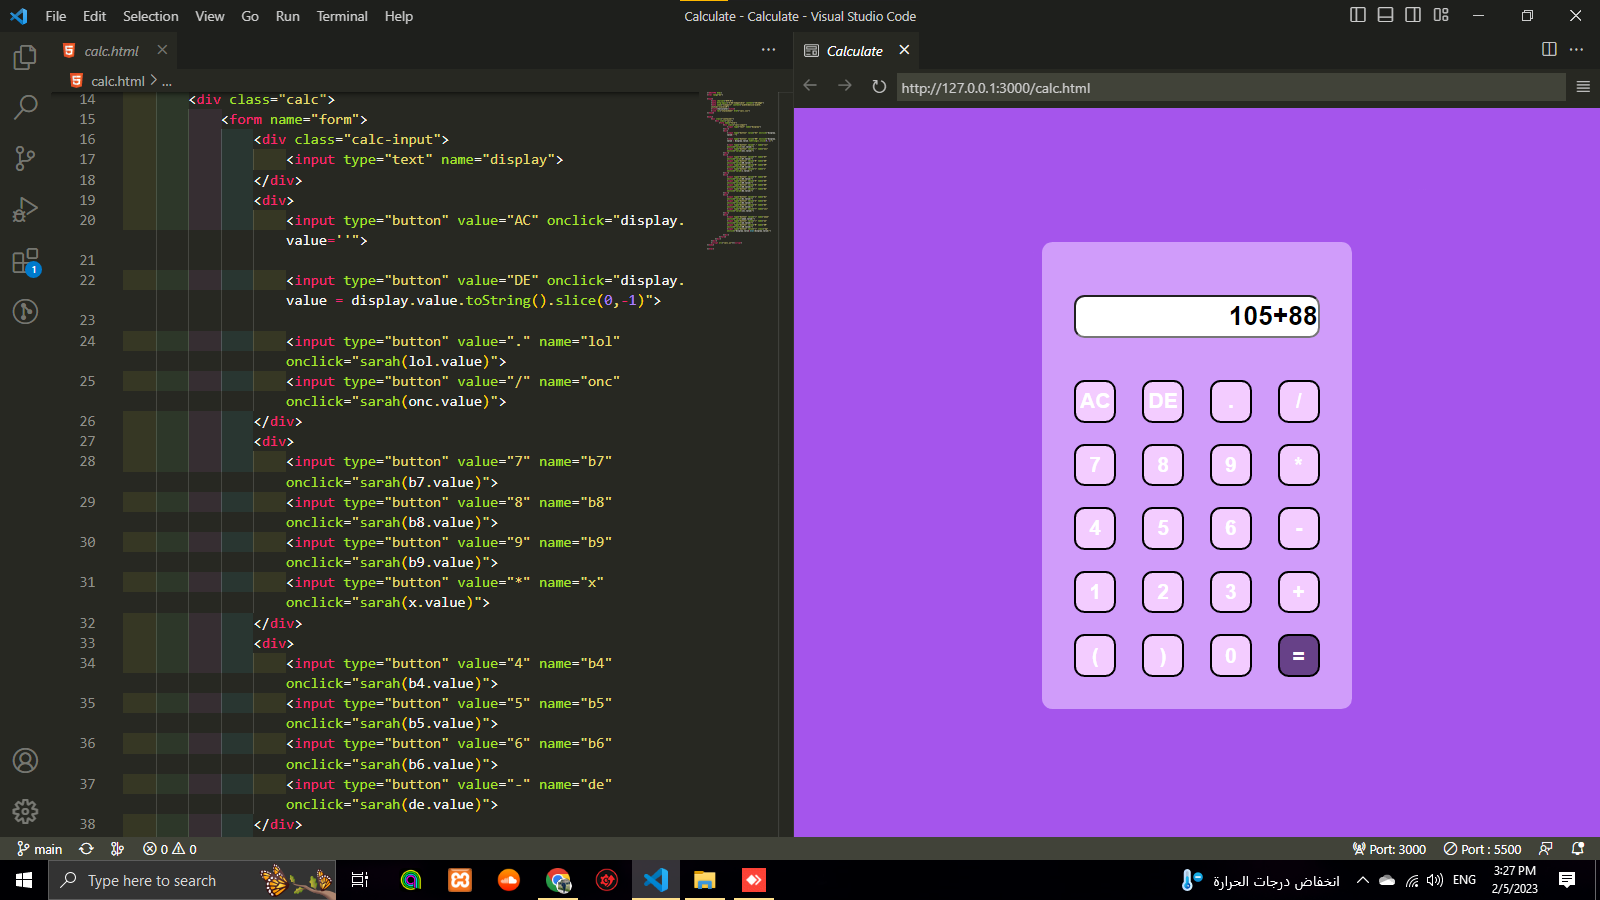 File Edit Selection View Go Run Terminal Help
Calculate - Calculate - Visual Studio Code
calc.html
calc.html > ...
14 <div class="calc">
15 <form name="form">
16 <div class="calc-input">
17 <input type="text" name="display">
18 </div>
19 <div>
20 <input type="button" value="AC" onclick="display.
value=''">
21
22 <input type="button" value="DE" onclick="display.
value = display.value.toString().slice(0,-1)">
23
24 <input type="button" value="." name="lol"
onclick="sarah(lol.value)">
25 <input type="button" value="/" name="onc"
onclick="sarah(onc.value)">
26 </div>
27 <div>
28 <input type="button" value="7" name="b7"
onclick="sarah(b7.value)">
29 <input type="button" value="8" name="b8"
onclick="sarah(b8.value)">
30 <input type="button" value="9" name="b9"
onclick="sarah(b9.value)">
31 <input type="button" value="*" name="x"
onclick="sarah(x.value)">
32 </div>
33 <div>
34 <input type="button" value="4" name="b4"
onclick="sarah(b4.value)">
35 <input type="button" value="5" name="b5"
onclick="sarah(b5.value)">
36 <input type="button" value="6" name="b6"
onclick="sarah(b6.value)">
37 <input type="button" value="-" name="de"
onclick="sarah(de.value)">
38 </div>
Calculate
http://127.0.0.1:3000/calc.html
105+88
AC DE . /
7 8 9 *
4 5 6 -
1 2 3 +
( ) 0 =
1
main 0 0
Port: 3000 Port : 5500
Type here to search
انخفاض درجات الحرارة
ENG
3:27 PM
2/5/2023